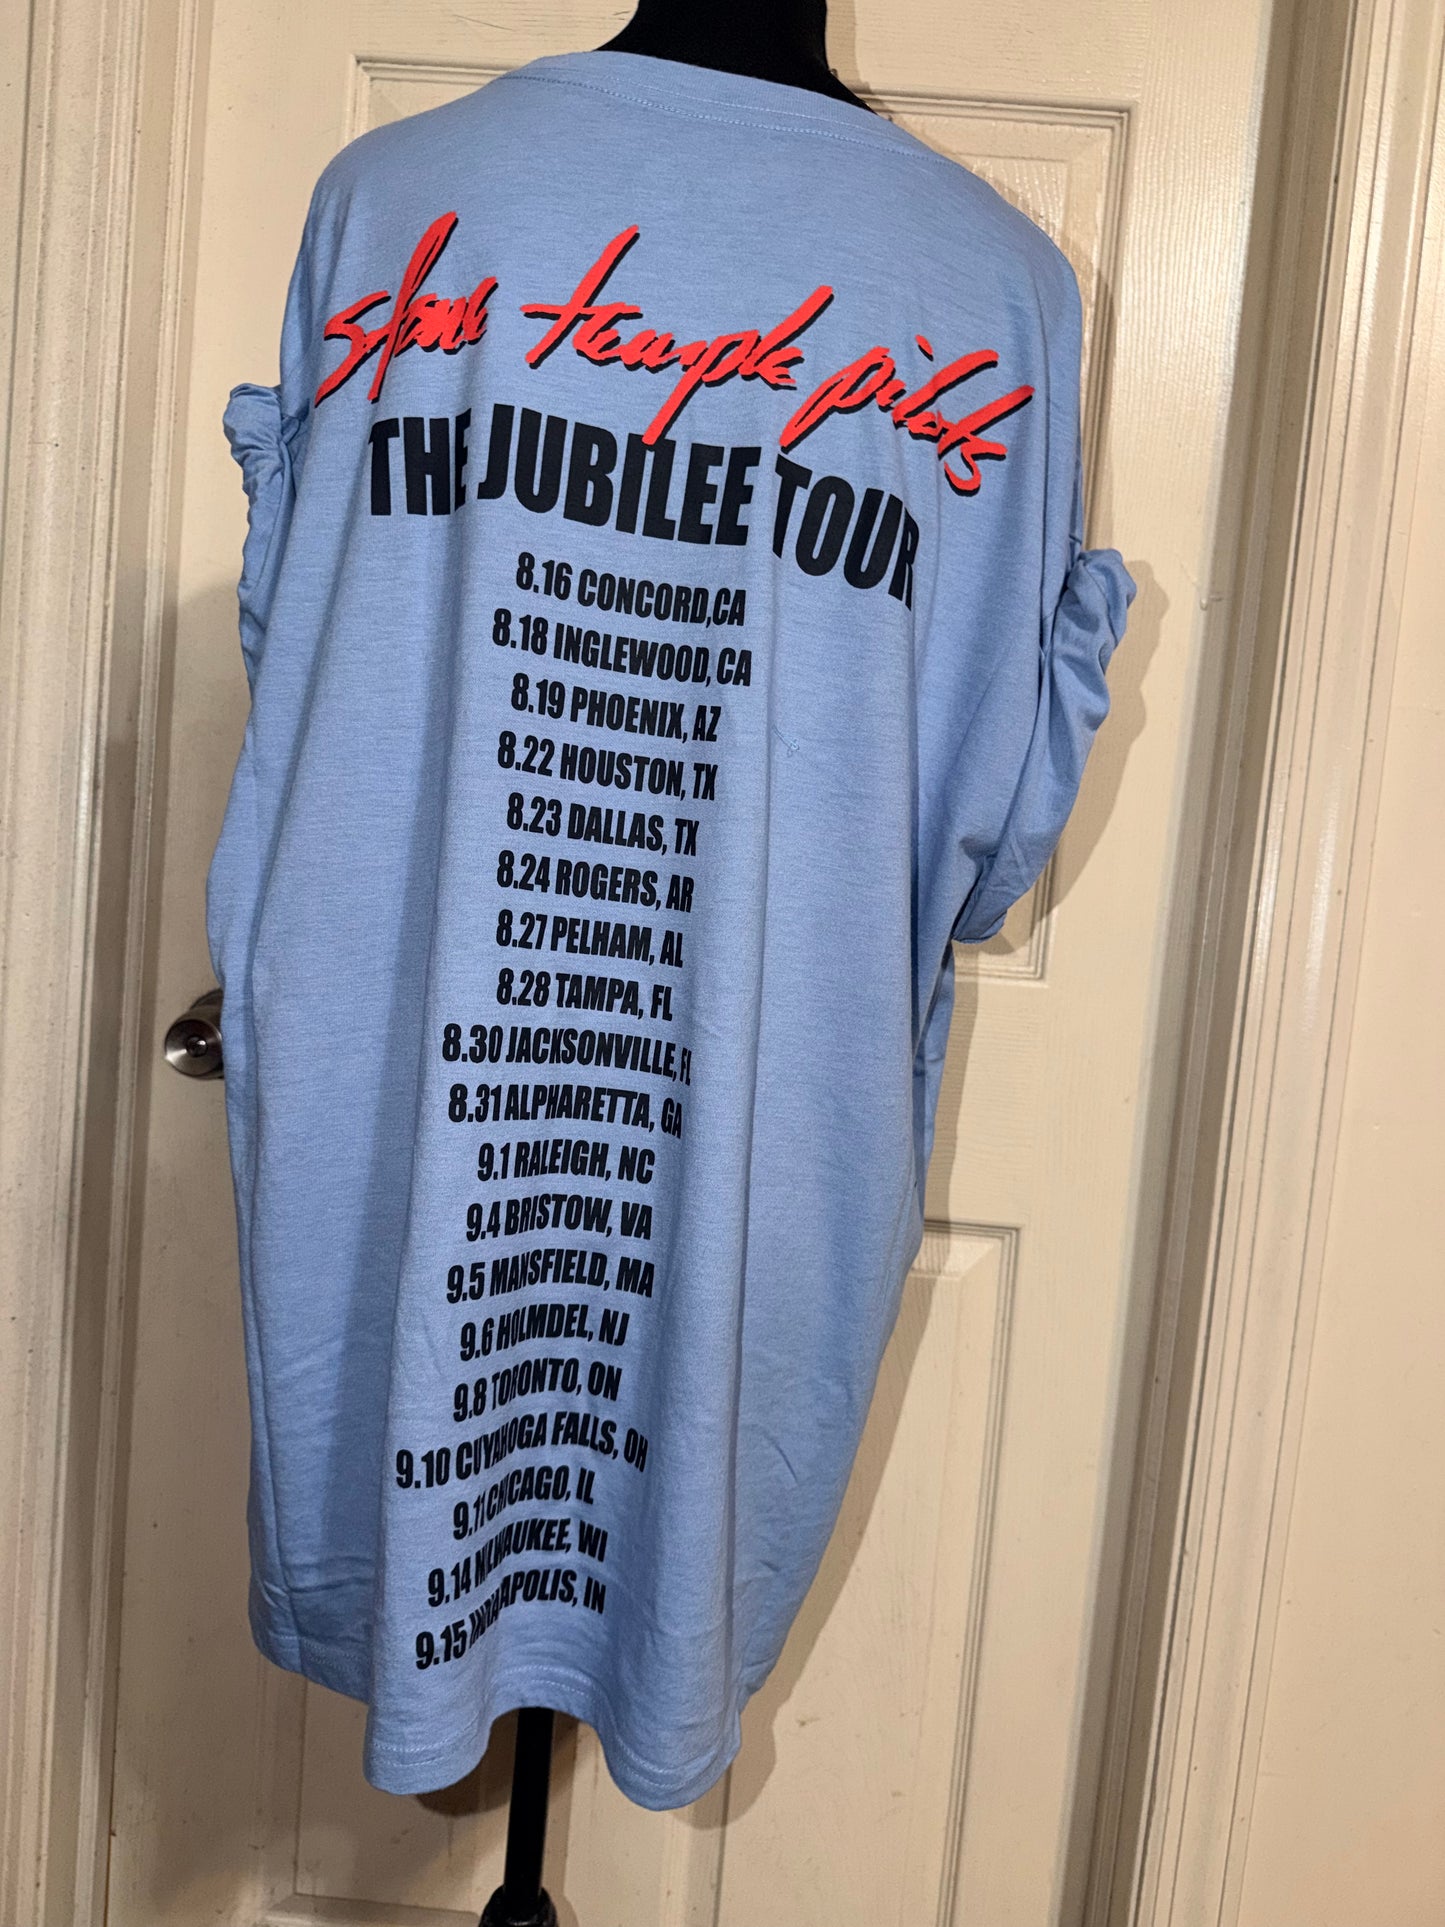 stone temple pilots
THE JUBILEE TOUR
8.16 CONCORD,CA
8.18 INGLEWOOD, CA
8.19 PHOENIX, AZ
8.22 HOUSTON, TX
8.23 DALLAS, TX
8.24 ROGERS, AR
8.27 PELHAM, AL
8.28 TAMPA, FL
8.30 JACKSONVILLE, FL
8.31 ALPHARETTA, GA
9.1 RALEIGH, NC
9.4 BRISTOW, VA
9.5 MANSFIELD, MA
9.6 HOLMDEL, NJ
9.8 TORONTO, ON
9.10 CUYAHOGA FALLS, OH
9.11 CHICAGO, IL
9.14 MILWAUKEE, WI
9.15 INDIANAPOLIS, IN